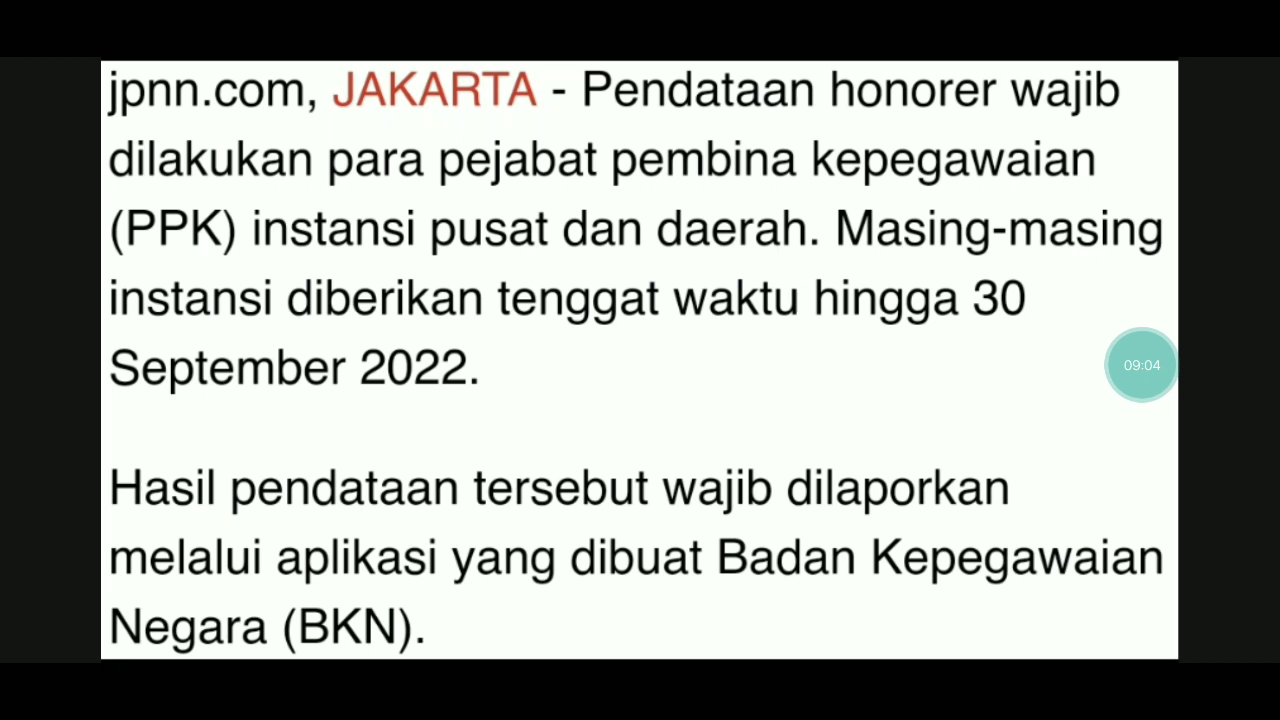 jpnn.com, JAKARTA - Pendataan honorer wajib
dilakukan para pejabat pembina kepegawaian
(PPK) instansi pusat dan daerah. Masing-masing
instansi diberikan tenggat waktu hingga 30
September 2022.
09:04
Hasil pendataan tersebut wajib dilaporkan
melalui aplikasi yang dibuat Badan Kepegawaian
Negara (BKN).